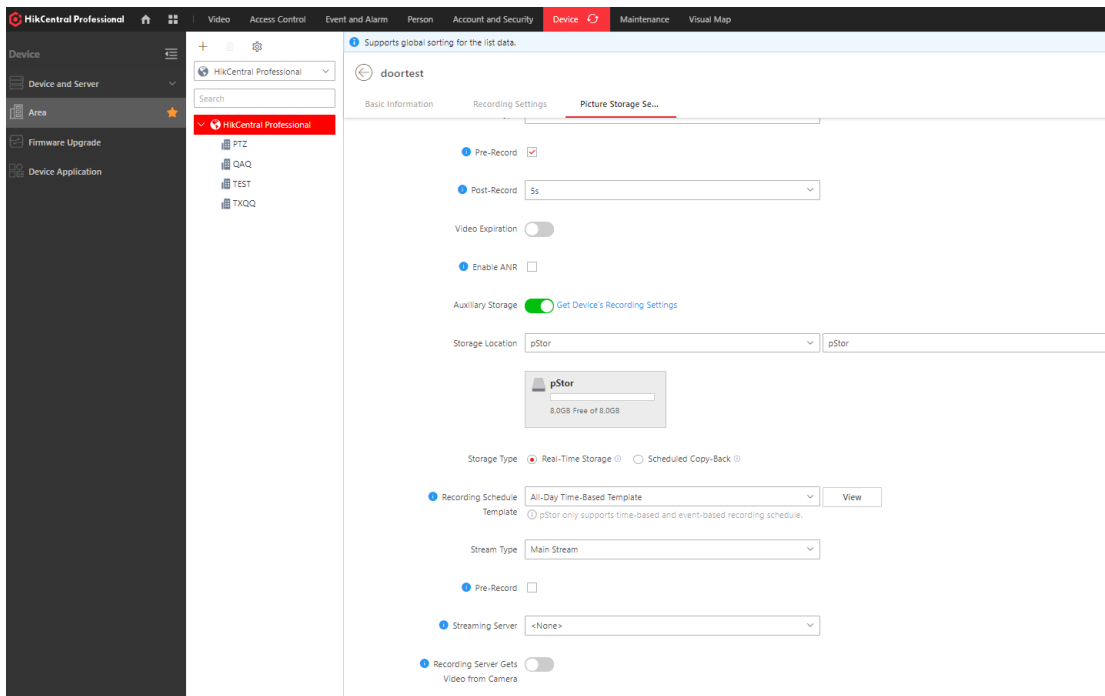 HikCentral Professional Video Access Control Event and Alarm Person Account and Security Device Maintenance Visual Map
Device
Device and Server
Area
Firmware Upgrade
Device Application
HikCentral Professional
Search
HikCentral Professional
PTZ
QAQ
TEST
TXQQ
Supports global sorting for the list data.
doortest
Basic Information Recording Settings Picture Storage Se...
Pre-Record
Post-Record 5s
Video Expiration
Enable ANR
Auxiliary Storage Get Device's Recording Settings
Storage Location pStor pStor
pStor
8.0GB Free of 8.0GB
Storage Type Real-Time Storage Scheduled Copy-Back
Recording Schedule All-Day Time-Based Template View
Template pStor only supports time-based and event-based recording schedule.
Stream Type Main Stream
Pre-Record
Streaming Server <None>
Recording Server Gets
Video from Camera